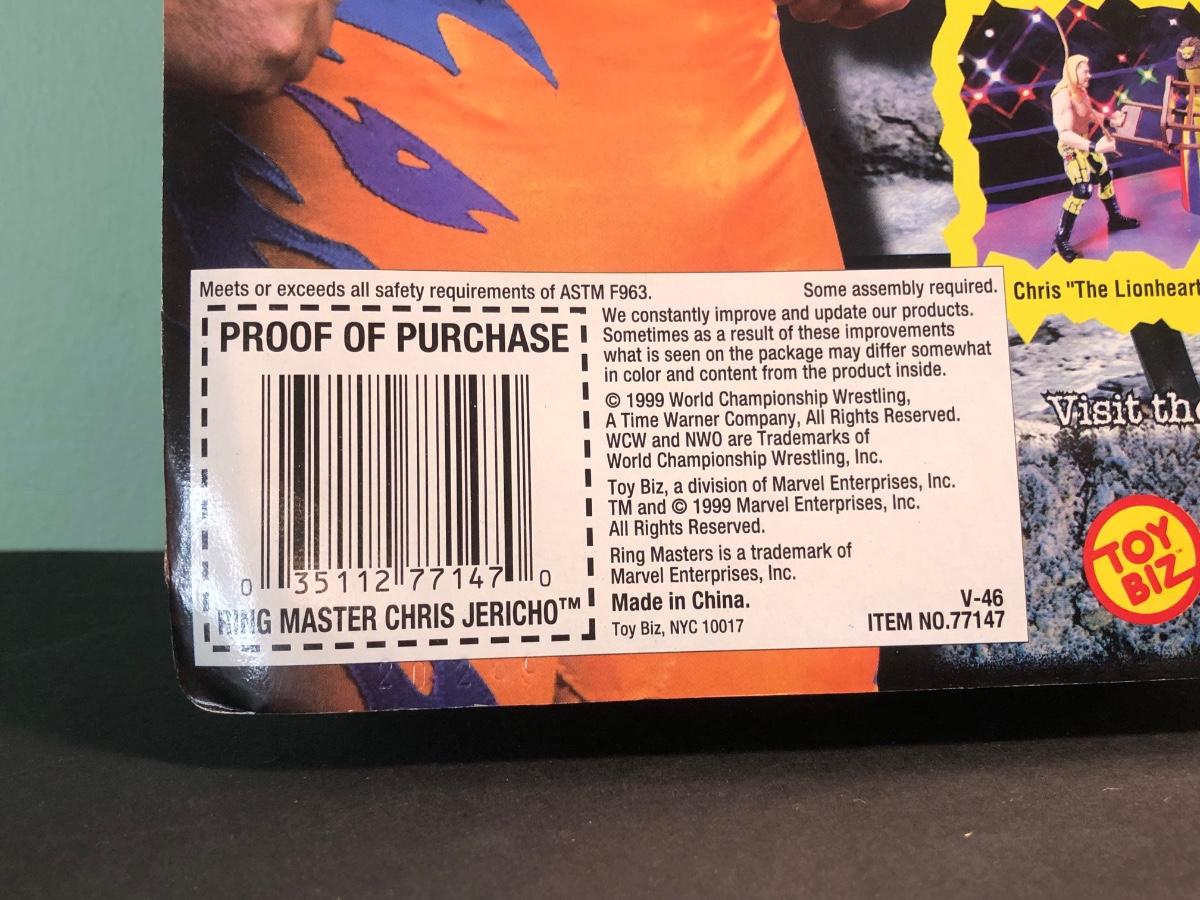 Meets or exceeds all safety requirements of ASTM F963.
Some assembly required.
PROOF OF PURCHASE
0 35112 77147 0
RING MASTER CHRIS JERICHO™
We constantly improve and update our products.
Sometimes as a result of these improvements
what is seen on the package may differ somewhat
in color and content from the product inside.
© 1999 World Championship Wrestling,
A Time Warner Company, All Rights Reserved.
WCW and NWO are Trademarks of
World Championship Wrestling, Inc.
Toy Biz, a division of Marvel Enterprises, Inc.
TM and © 1999 Marvel Enterprises, Inc.
All Rights Reserved.
Ring Masters is a trademark of
Marvel Enterprises, Inc.
Made in China.
Toy Biz, NYC 10017
V-46
ITEM NO.77147
Chris "The Lionheart
Visit the
TOY
BIZ